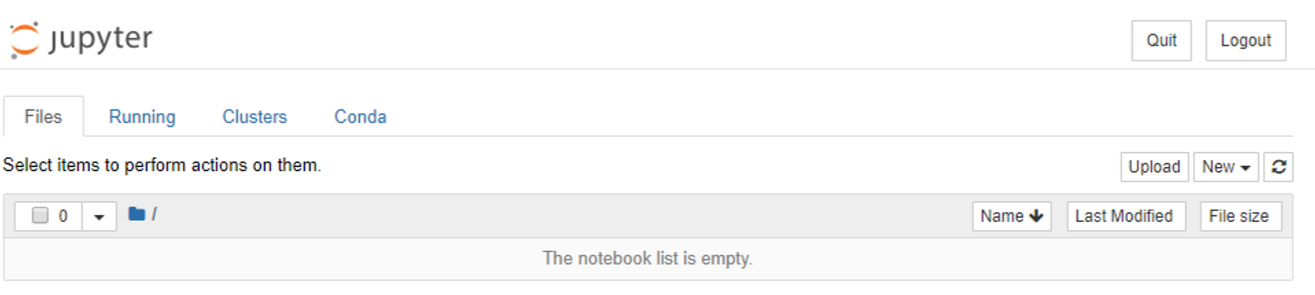 jupyter
Quit Logout
Files Running Clusters Conda
Select items to perform actions on them.
Upload New
0 / Name Last Modified File size
The notebook list is empty.